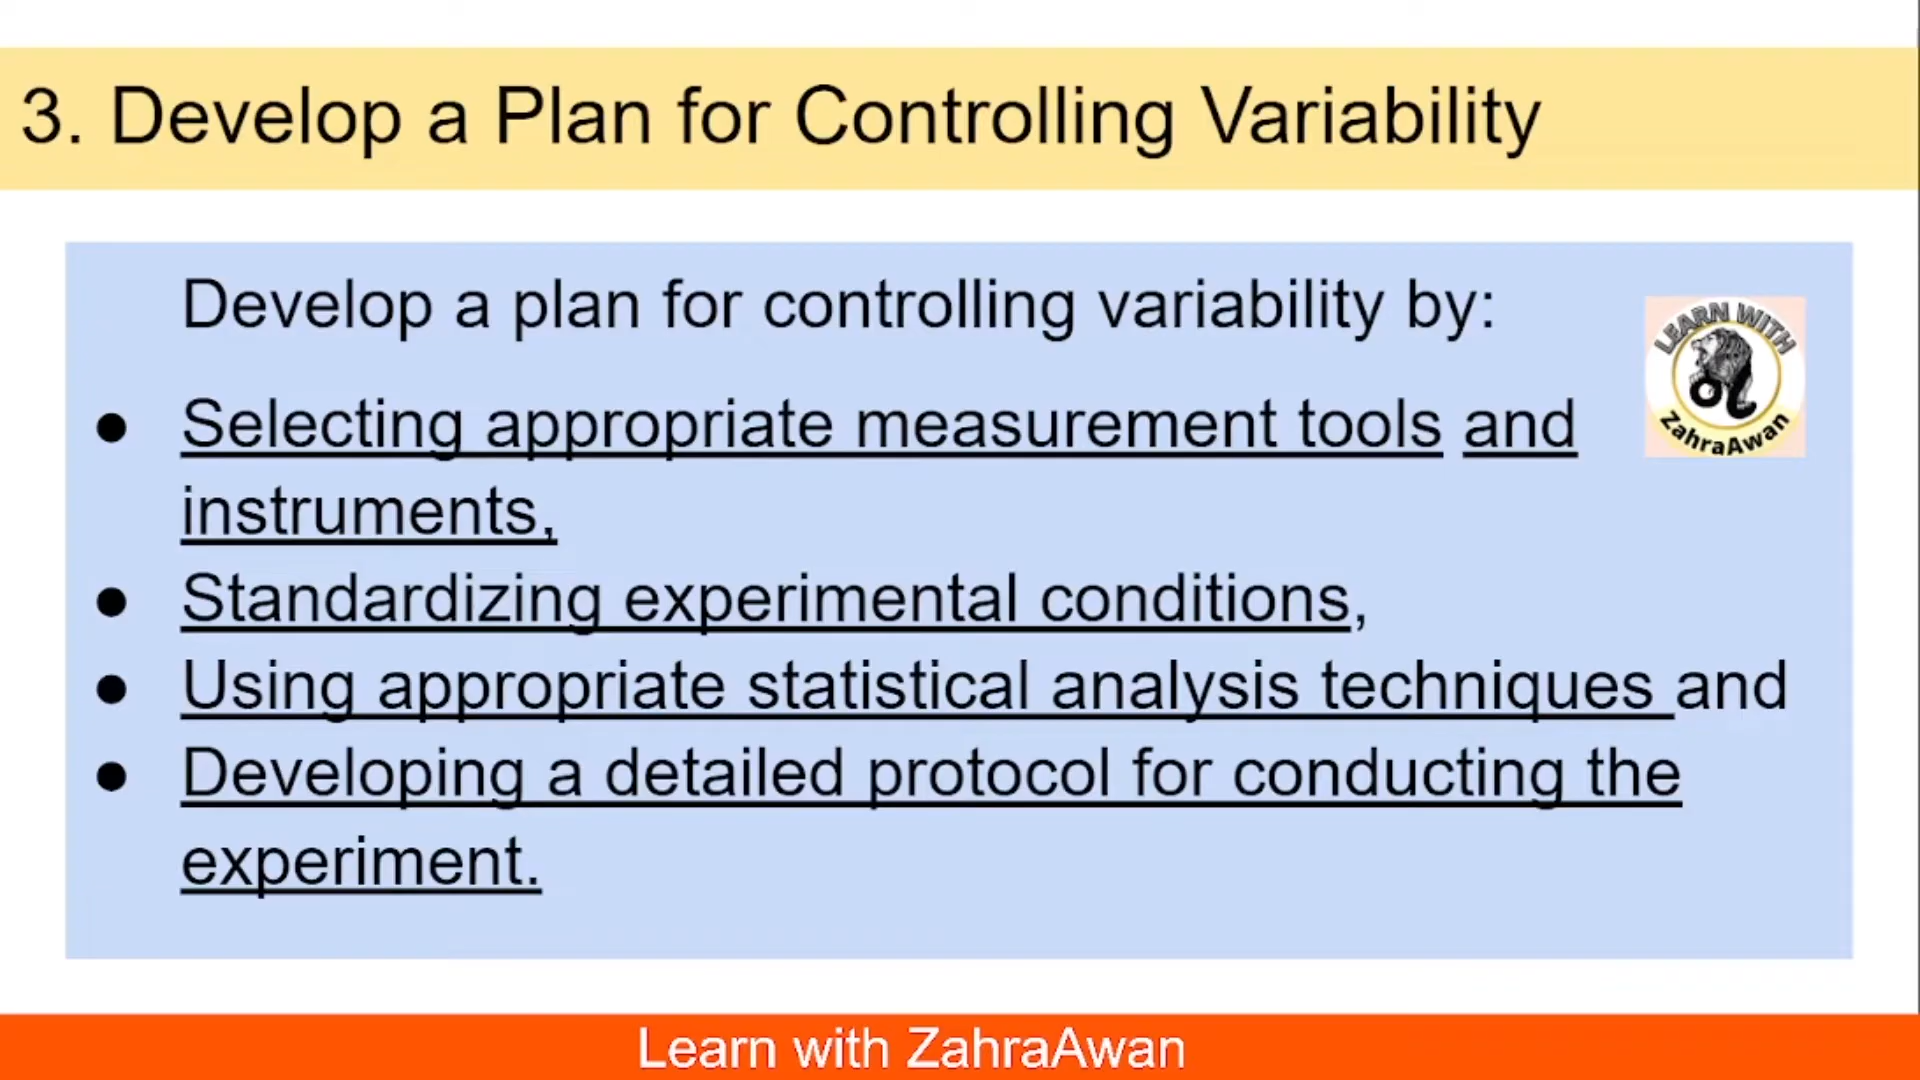 3. Develop a Plan for Controlling Variability
Develop a plan for controlling variability by:
LEARN WITH
ZahraAwan
● Selecting appropriate measurement tools and
instruments,
● Standardizing experimental conditions,
● Using appropriate statistical analysis techniques and
● Developing a detailed protocol for conducting the
experiment.
Learn with ZahraAwan